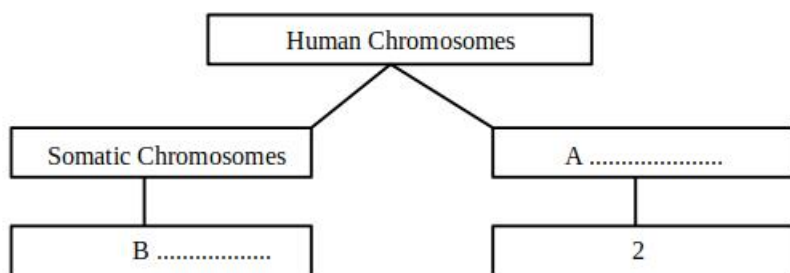 Human Chromosomes
Somatic Chromosomes
A .....................
B ..................
2